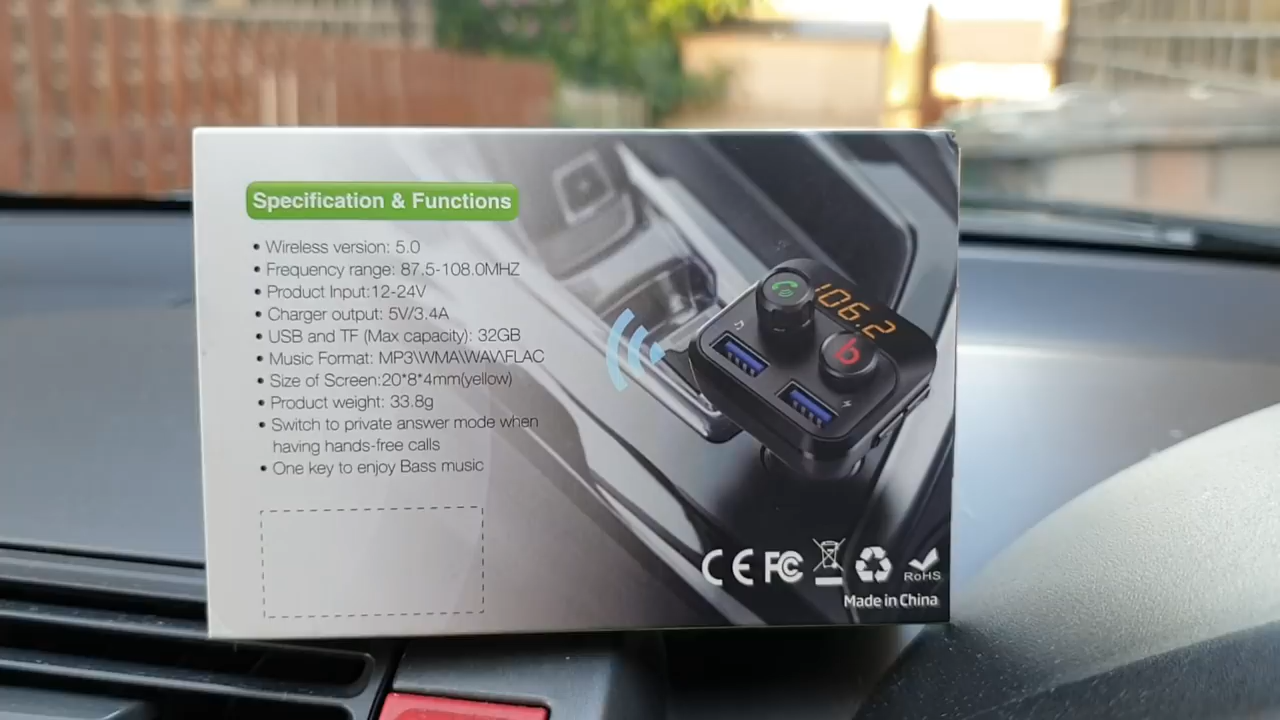 Specification & Functions
• Wireless version: 5.0
• Frequency range: 87.5-108.0MHZ
• Product Input:12-24V
• Charger output: 5V/3.4A
• USB and TF (Max capacity): 32GB
• Music Format: MP3\WMA\WAV\FLAC
• Size of Screen:20*8*4mm(yellow)
• Product weight: 33.8g
• Switch to private answer mode when
having hands-free calls
• One key to enjoy Bass music
106.2
b
CE FC RoHS
Made in China